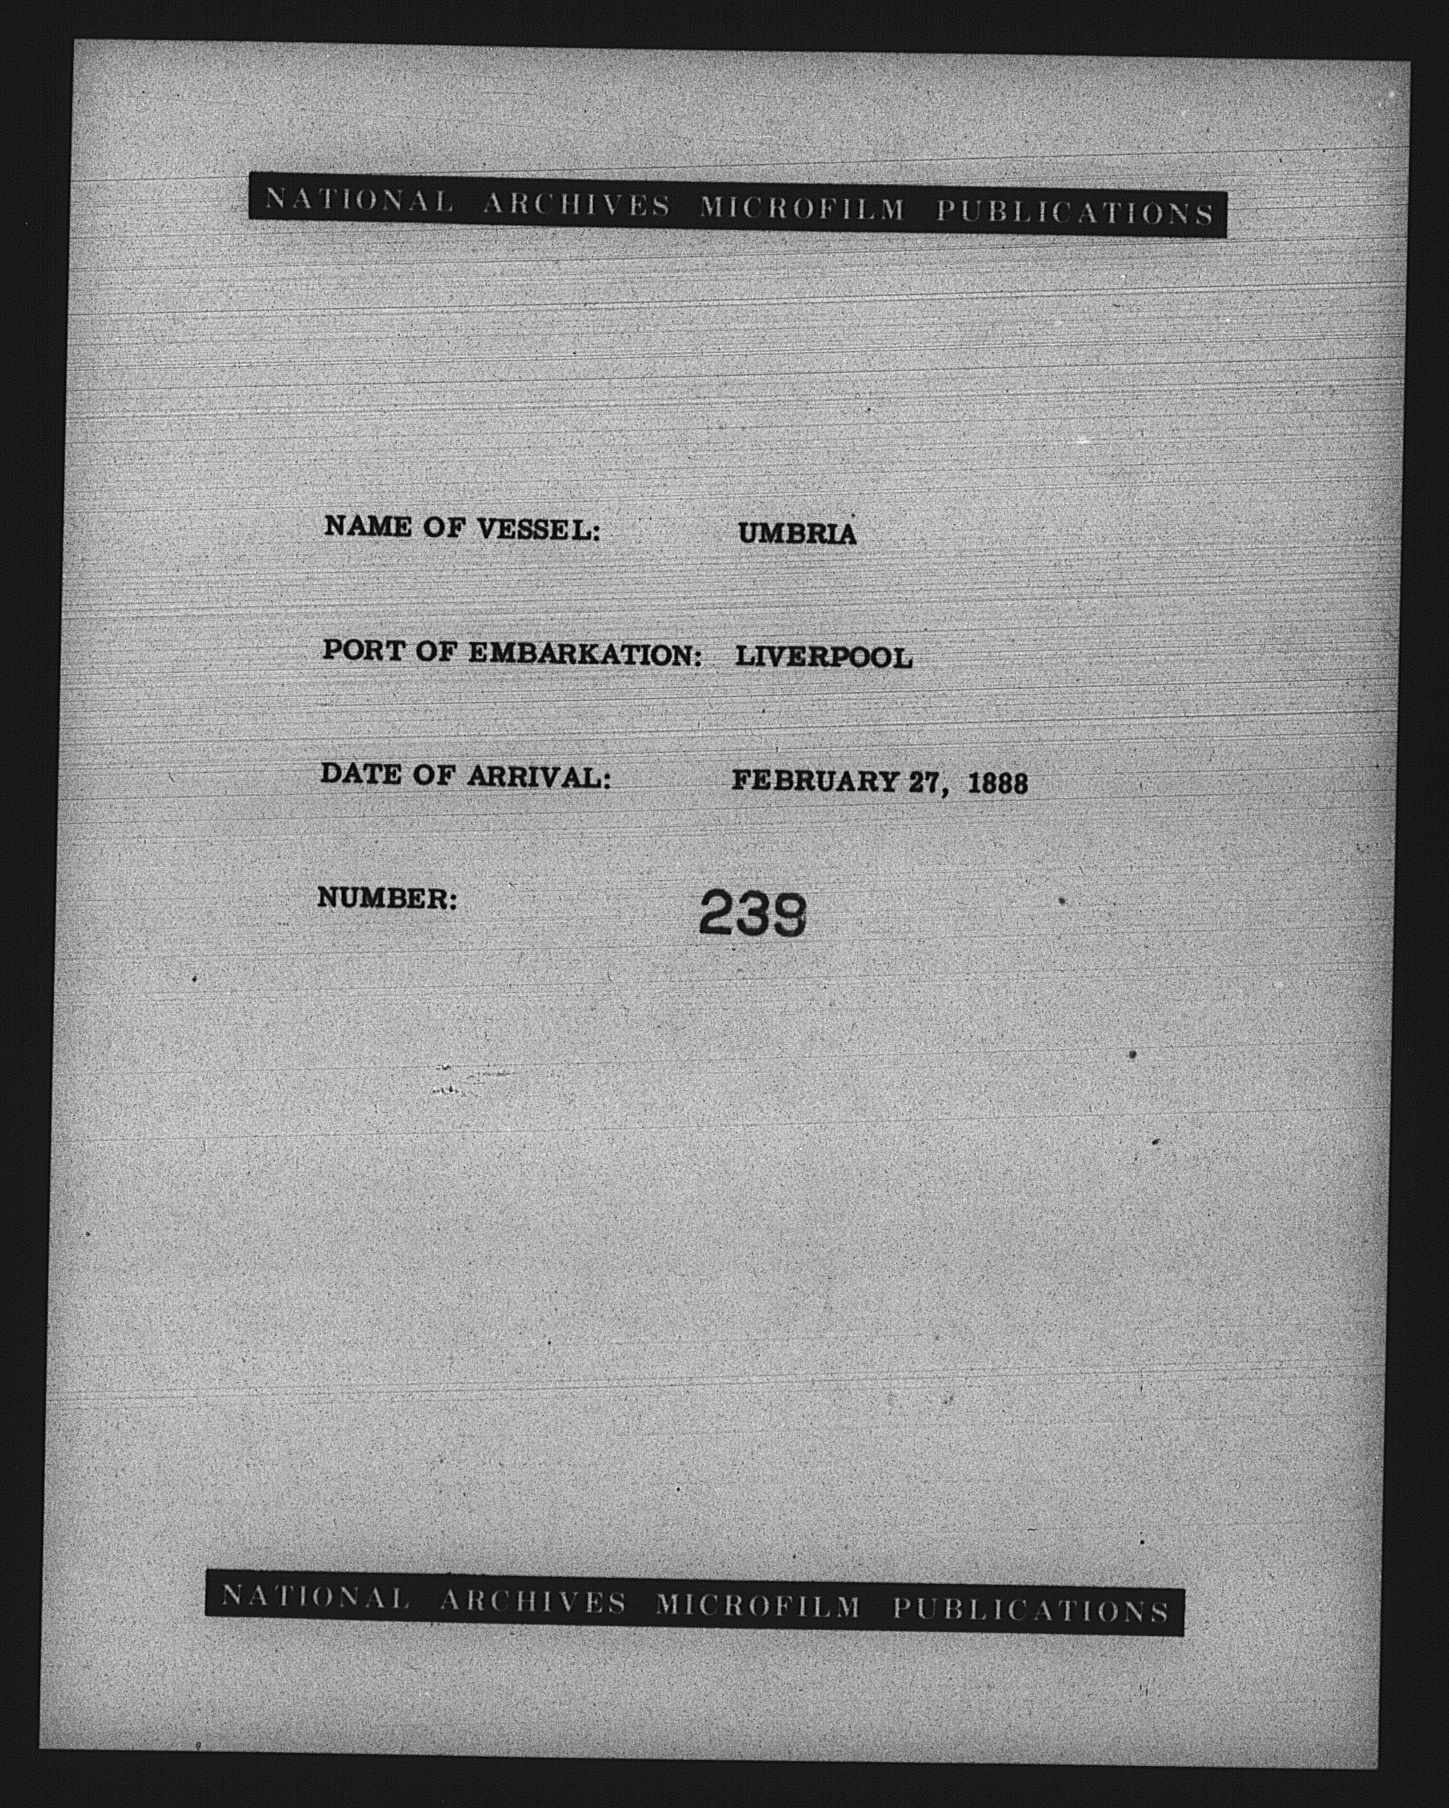 NATIONAL ARCHIVES MICROFILM PUBLICATIONS
NAME OF VESSEL: UMBRIA
PORT OF EMBARKATION: LIVERPOOL
DATE OF ARRIVAL: FEBRUARY 27, 1888
NUMBER: 239
NATIONAL ARCHIVES MICROFILM PUBLICATIONS